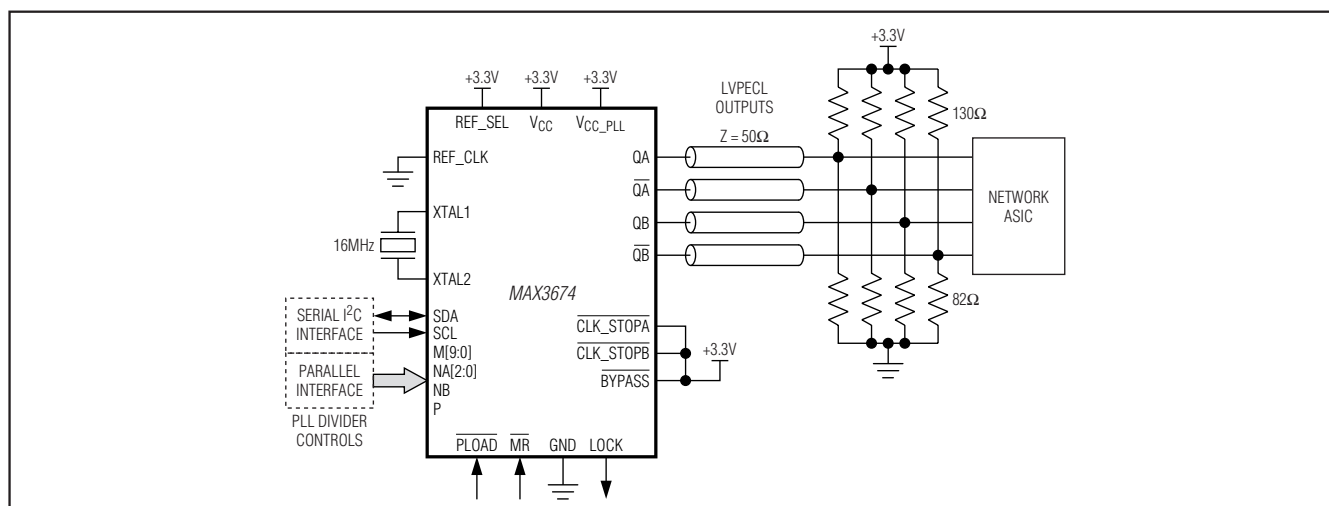 +3.3V
+3.3V
+3.3V
+3.3V
LVPECL
OUTPUTS
Z = 50Ω
130Ω
REF_SEL
VCC
VCC_PLL
REF_CLK
QA
QA
QB
QB
NETWORK
ASIC
XTAL1
16MHz
XTAL2
MAX3674
82Ω
SERIAL I²C
INTERFACE
SDA
SCL
M[9:0]
NA[2:0]
NB
P
PARALLEL
INTERFACE
PLL DIVIDER
CONTROLS
CLK_STOPA
CLK_STOPB
BYPASS
+3.3V
PLOAD
MR
GND
LOCK